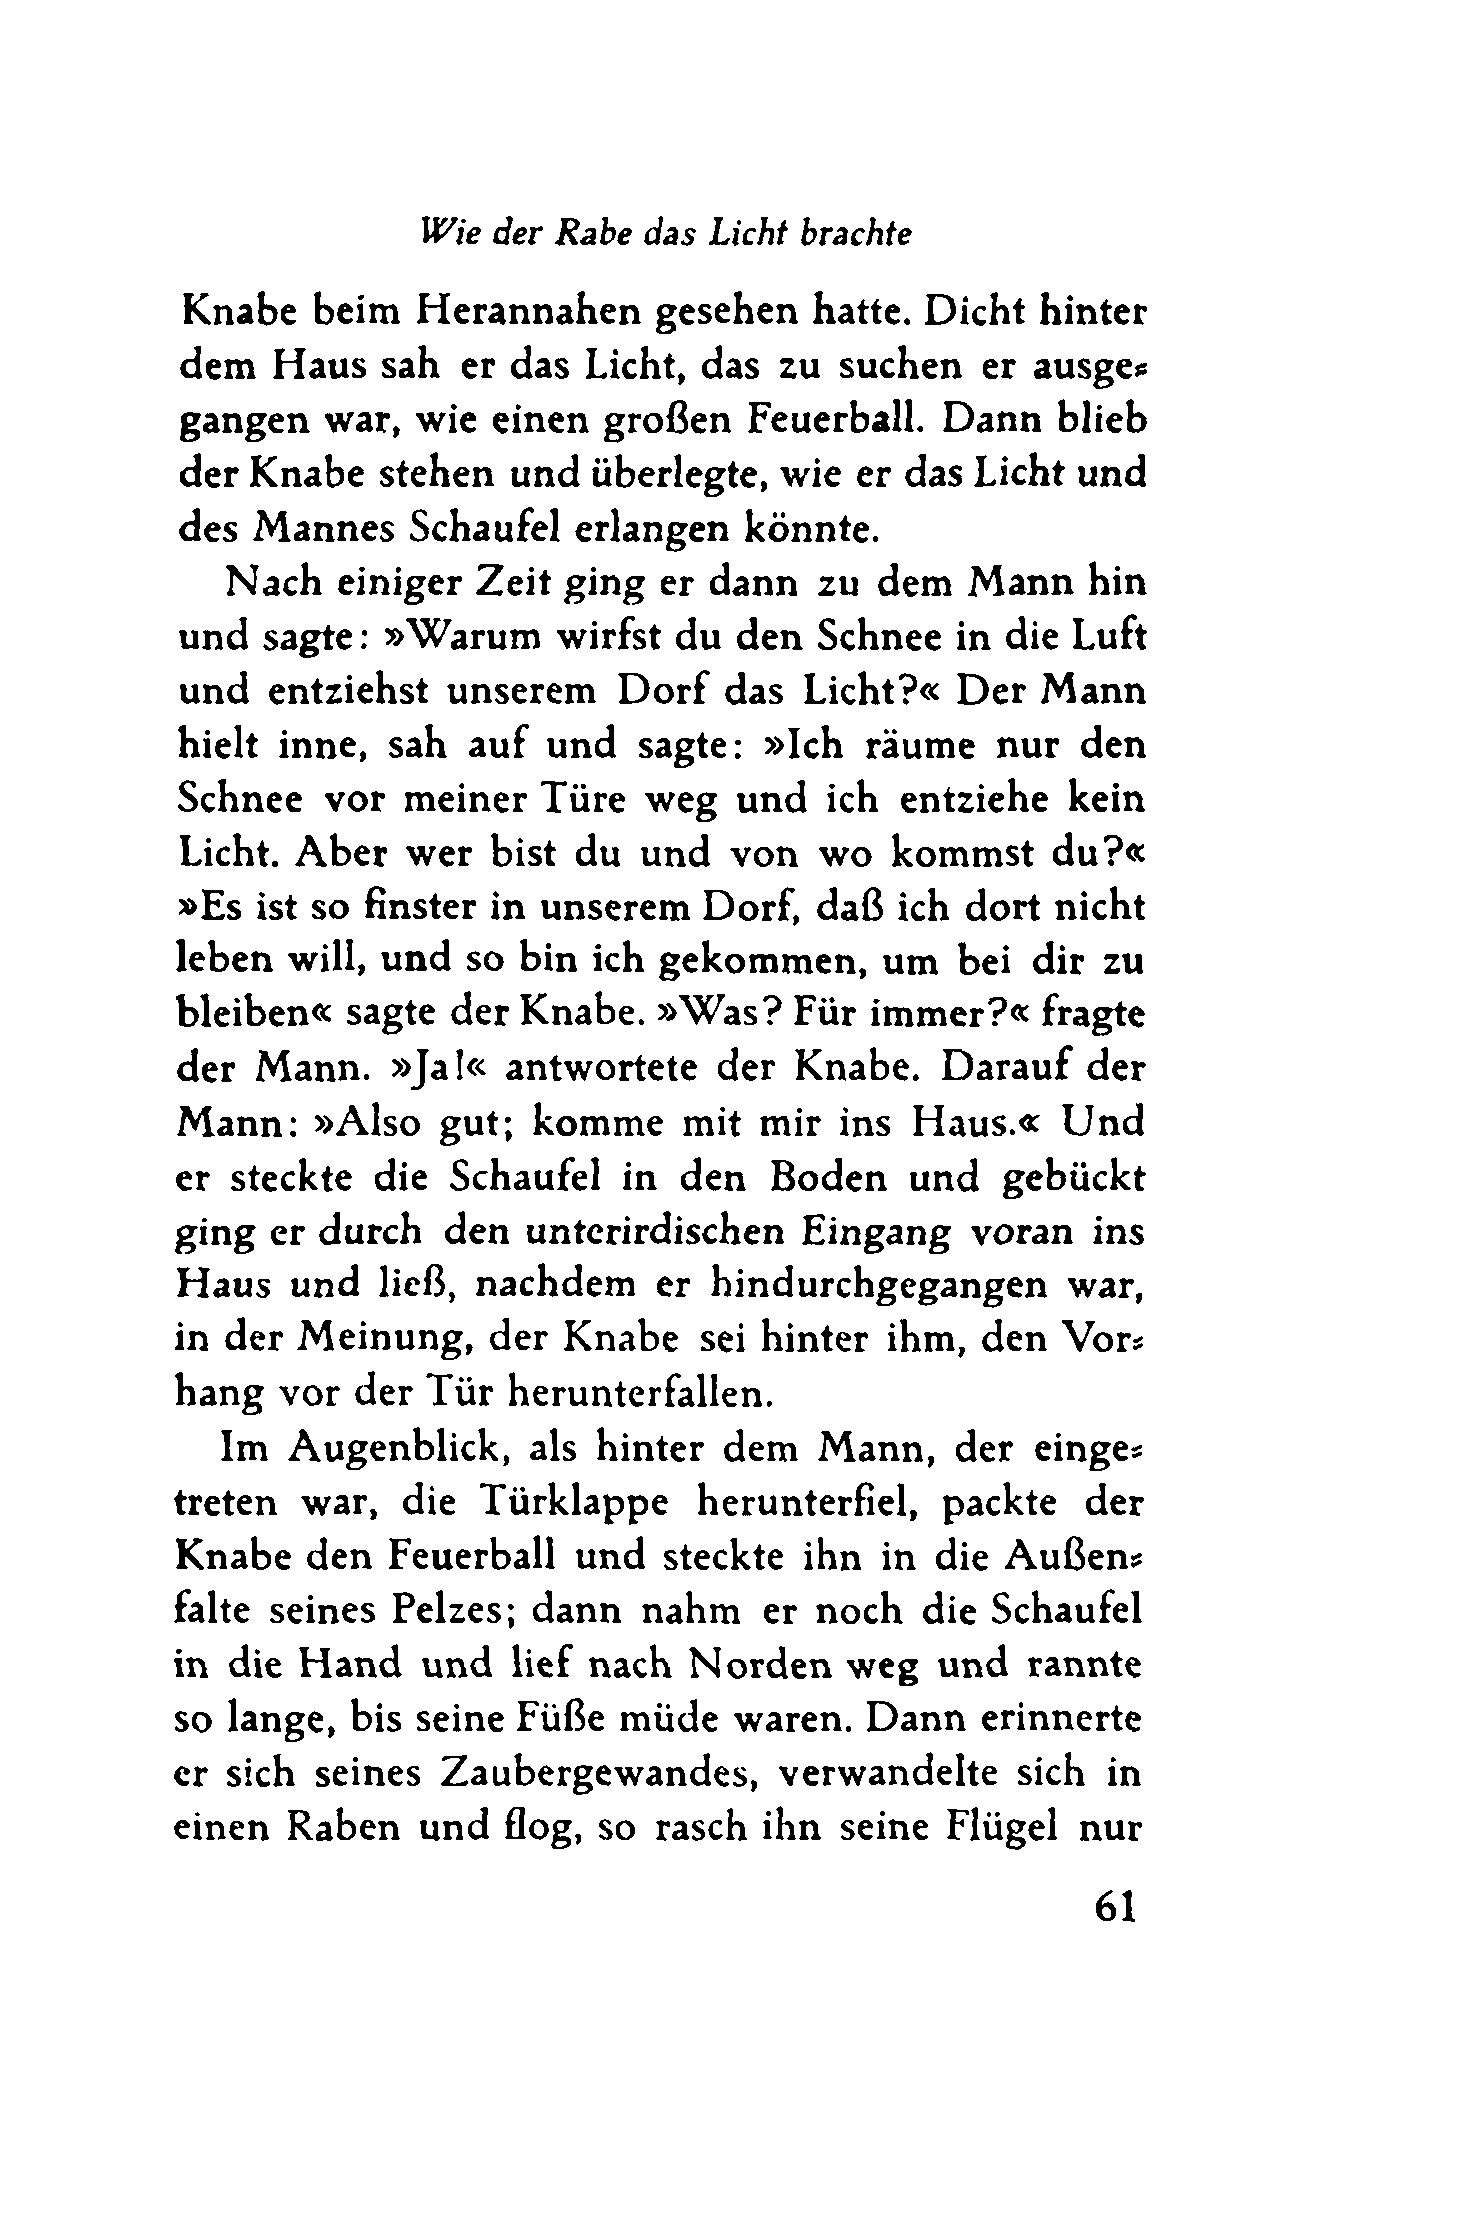 Wie der Rabe das Licht brachte
Knabe beim Herannahen gesehen hatte. Dicht hinter
dem Haus sah er das Licht, das zu suchen er ausge⸗
gangen war, wie einen großen Feuerball. Dann blieb
der Knabe stehen und überlegte, wie er das Licht und
des Mannes Schaufel erlangen könnte.
Nach einiger Zeit ging er dann zu dem Mann hin
und sagte: »Warum wirfst du den Schnee in die Luft
und entziehst unserem Dorf das Licht?« Der Mann
hielt inne, sah auf und sagte: »Ich räume nur den
Schnee vor meiner Türe weg und ich entziehe kein
Licht. Aber wer bist du und von wo kommst du?«
»Es ist so finster in unserem Dorf, daß ich dort nicht
leben will, und so bin ich gekommen, um bei dir zu
bleiben« sagte der Knabe. »Was? Für immer?« fragte
der Mann. »Ja!« antwortete der Knabe. Darauf der
Mann: »Also gut; komme mit mir ins Haus.« Und
er steckte die Schaufel in den Boden und gebückt
ging er durch den unterirdischen Eingang voran ins
Haus und ließ, nachdem er hindurchgegangen war,
in der Meinung, der Knabe sei hinter ihm, den Vor⸗
hang vor der Tür herunterfallen.
Im Augenblick, als hinter dem Mann, der einge⸗
treten war, die Türklappe herunterfiel, packte der
Knabe den Feuerball und steckte ihn in die Außen⸗
falte seines Pelzes; dann nahm er noch die Schaufel
in die Hand und lief nach Norden weg und rannte
so lange, bis seine Füße müde waren. Dann erinnerte
er sich seines Zaubergewandes, verwandelte sich in
einen Raben und flog, so rasch ihn seine Flügel nur
61